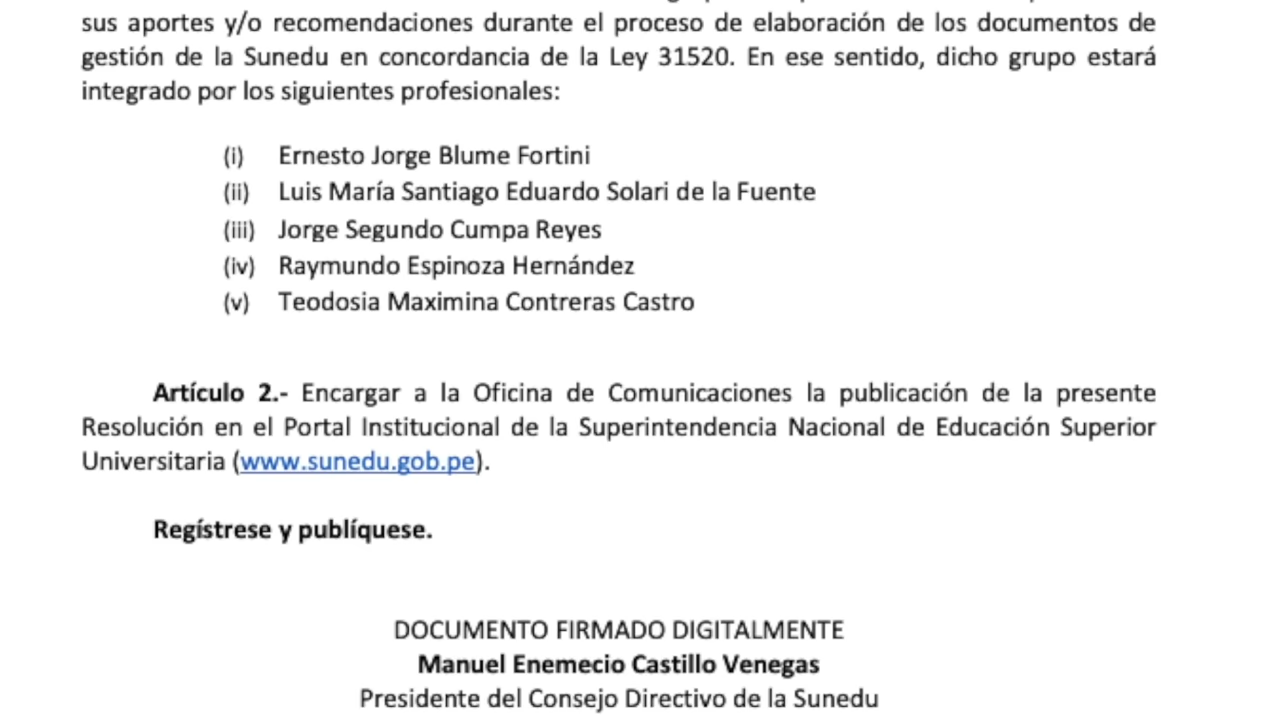 sus aportes y/o recomendaciones durante el proceso de elaboración de los documentos de
gestión de la Sunedu en concordancia de la Ley 31520. En ese sentido, dicho grupo estará
integrado por los siguientes profesionales:
(i) Ernesto Jorge Blume Fortini
(ii) Luis María Santiago Eduardo Solari de la Fuente
(iii) Jorge Segundo Cumpa Reyes
(iv) Raymundo Espinoza Hernández
(v) Teodosia Maximina Contreras Castro
Artículo 2.- Encargar a la Oficina de Comunicaciones la publicación de la presente
Resolución en el Portal Institucional de la Superintendencia Nacional de Educación Superior
Universitaria (www.sunedu.gob.pe).
Regístrese y publíquese.
DOCUMENTO FIRMADO DIGITALMENTE
Manuel Enemecio Castillo Venegas
Presidente del Consejo Directivo de la Sunedu